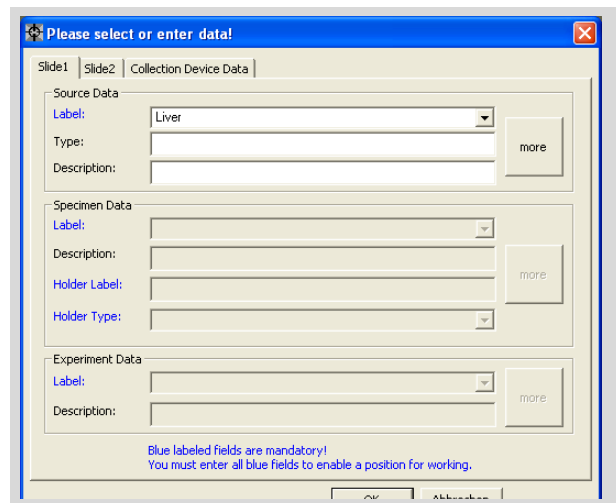 Please select or enter data!
Slide1 Slide2 Collection Device Data
Source Data
Label: Liver
Type:
more
Description:
Specimen Data
Label:
Description:
more
Holder Label:
Holder Type:
Experiment Data
Label:
more
Description:
Blue labeled fields are mandatory!
You must enter all blue fields to enable a position for working.
OK Abbrechen